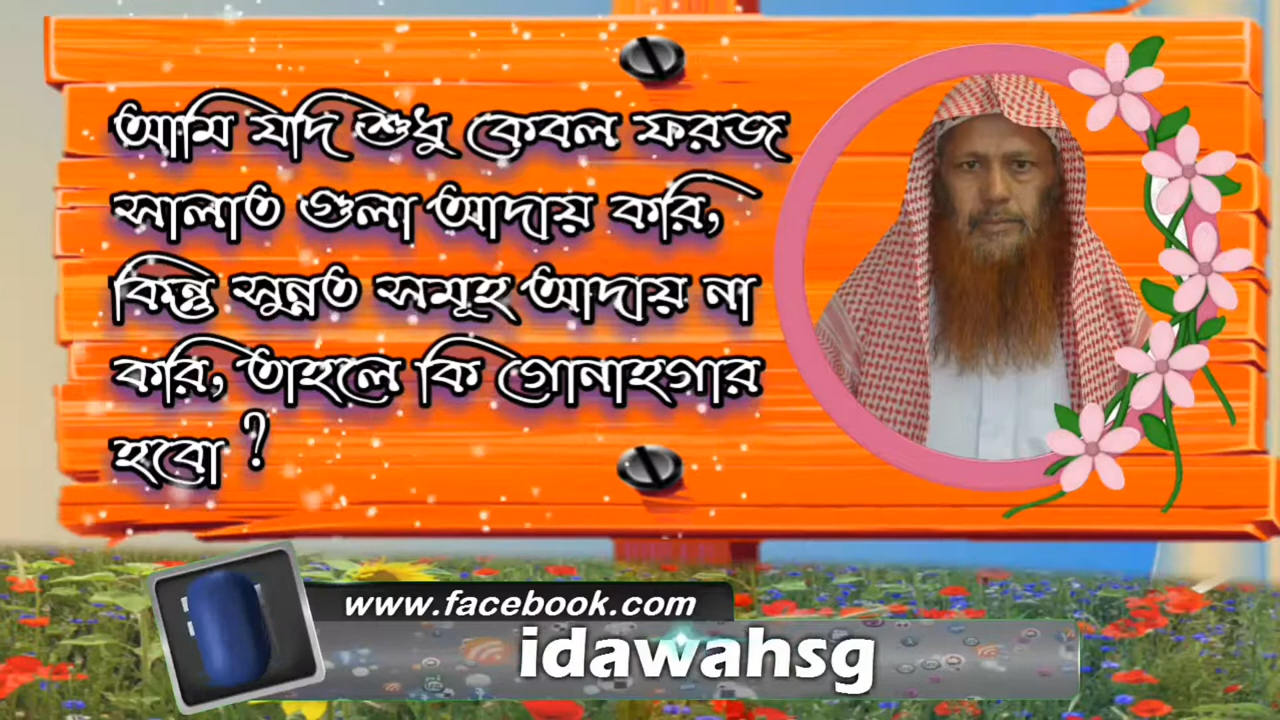 আমি যদি শুধু কেবল ফরজ
সালাত গুলা আদায় করি,
কিন্তু সুন্নত সমূহ আদায় না
করি, তাহলে কি গোনাহগার
হবো ?
www.facebook.com
idawahsg